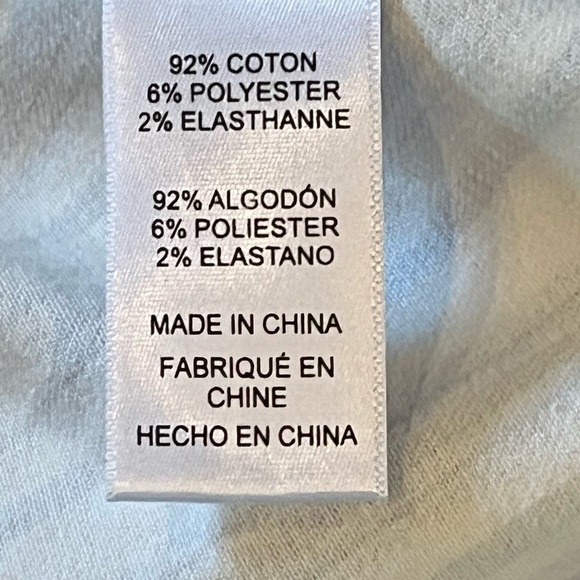 92% COTON
6% POLYESTER
2% ELASTHANNE
92% ALGODÓN
6% POLIESTER
2% ELASTANO
MADE IN CHINA
FABRIQUÉ EN
CHINE
HECHO EN CHINA